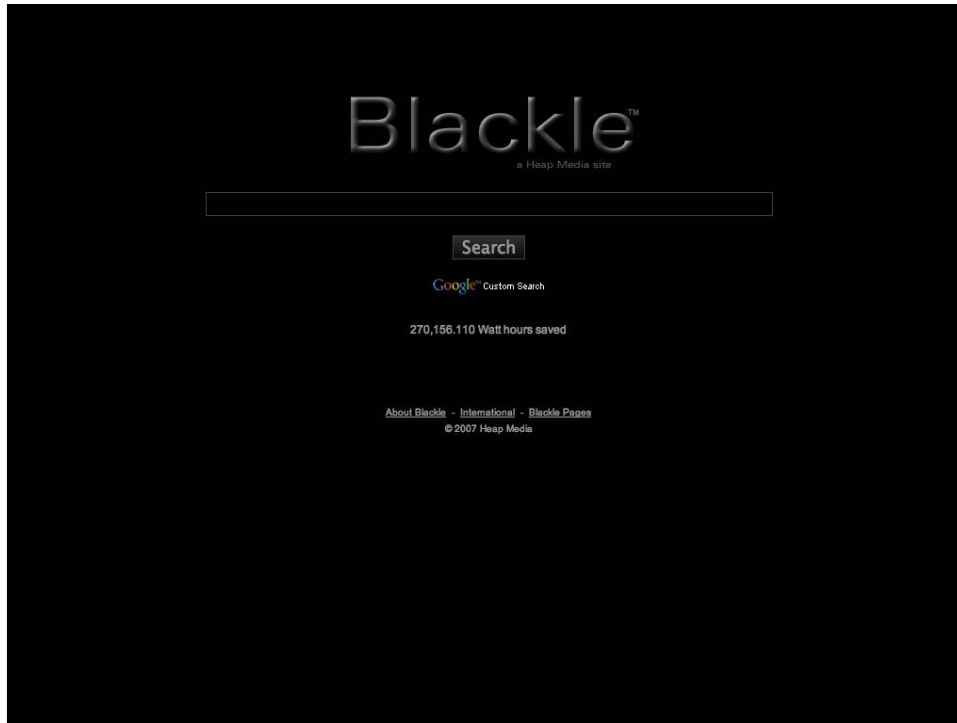 Blackle™
a Heap Media site
Search
Google™ Custom Search
270,156.110 Watt hours saved
About Blackle - International - Blackle Pages
© 2007 Heap Media